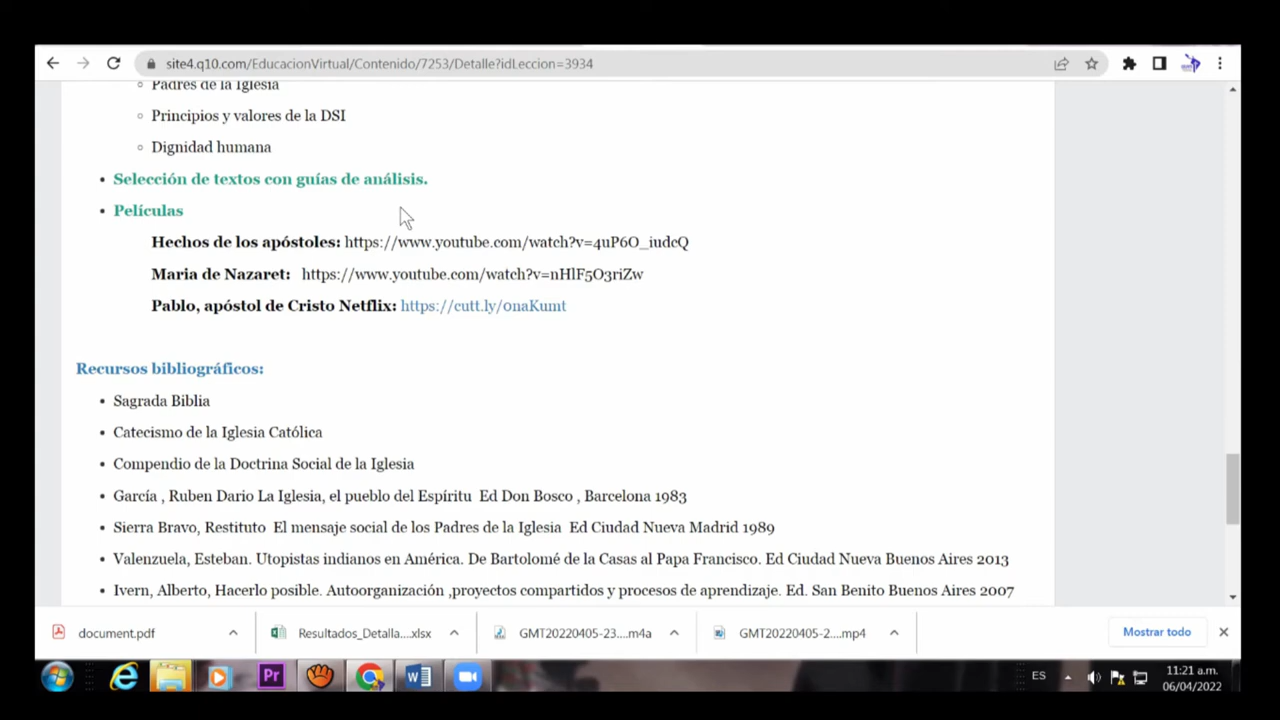 site4.q10.com/EducacionVirtual/Contenido/7253/Detalle?idLeccion=3934
Padres de la Iglesia
Principios y valores de la DSI
Dignidad humana
Selección de textos con guías de análisis.
Películas
Hechos de los apóstoles: https://www.youtube.com/watch?v=4uP6O_iudcQ
Maria de Nazaret: https://www.youtube.com/watch?v=nHlF5O3riZw
Pablo, apóstol de Cristo Netflix: https://cutt.ly/0naKumt
Recursos bibliográficos:
Sagrada Biblia
Catecismo de la Iglesia Católica
Compendio de la Doctrina Social de la Iglesia
García , Ruben Dario La Iglesia, el pueblo del Espíritu Ed Don Bosco , Barcelona 1983
Sierra Bravo, Restituto El mensaje social de los Padres de la Iglesia Ed Ciudad Nueva Madrid 1989
Valenzuela, Esteban. Utopistas indianos en América. De Bartolomé de la Casas al Papa Francisco. Ed Ciudad Nueva Buenos Aires 2013
Ivern, Alberto, Hacerlo posible. Autoorganización ,proyectos compartidos y procesos de aprendizaje. Ed. San Benito Buenos Aires 2007
document.pdf Resultados_Detalla....xlsx GMT20220405-23....m4a GMT20220405-2....mp4 Mostrar todo
Pr W ES 11:21 a.m.
06/04/2022